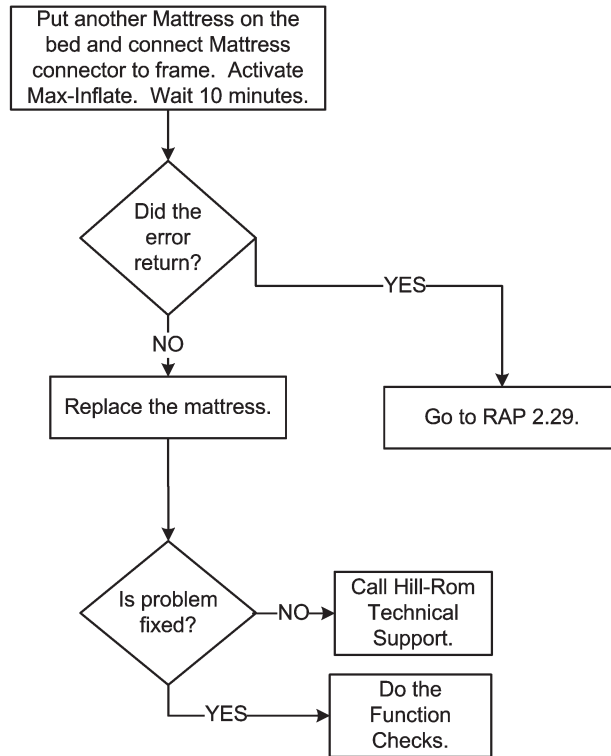 Put another Mattress on the
bed and connect Mattress
connector to frame.  Activate
Max-Inflate.  Wait 10 minutes.
Did the
error
return?
YES
NO
Replace the mattress.
Go to RAP 2.29.
Is problem
fixed?
NO
Call Hill-Rom
Technical
Support.
YES
Do the
Function
Checks.